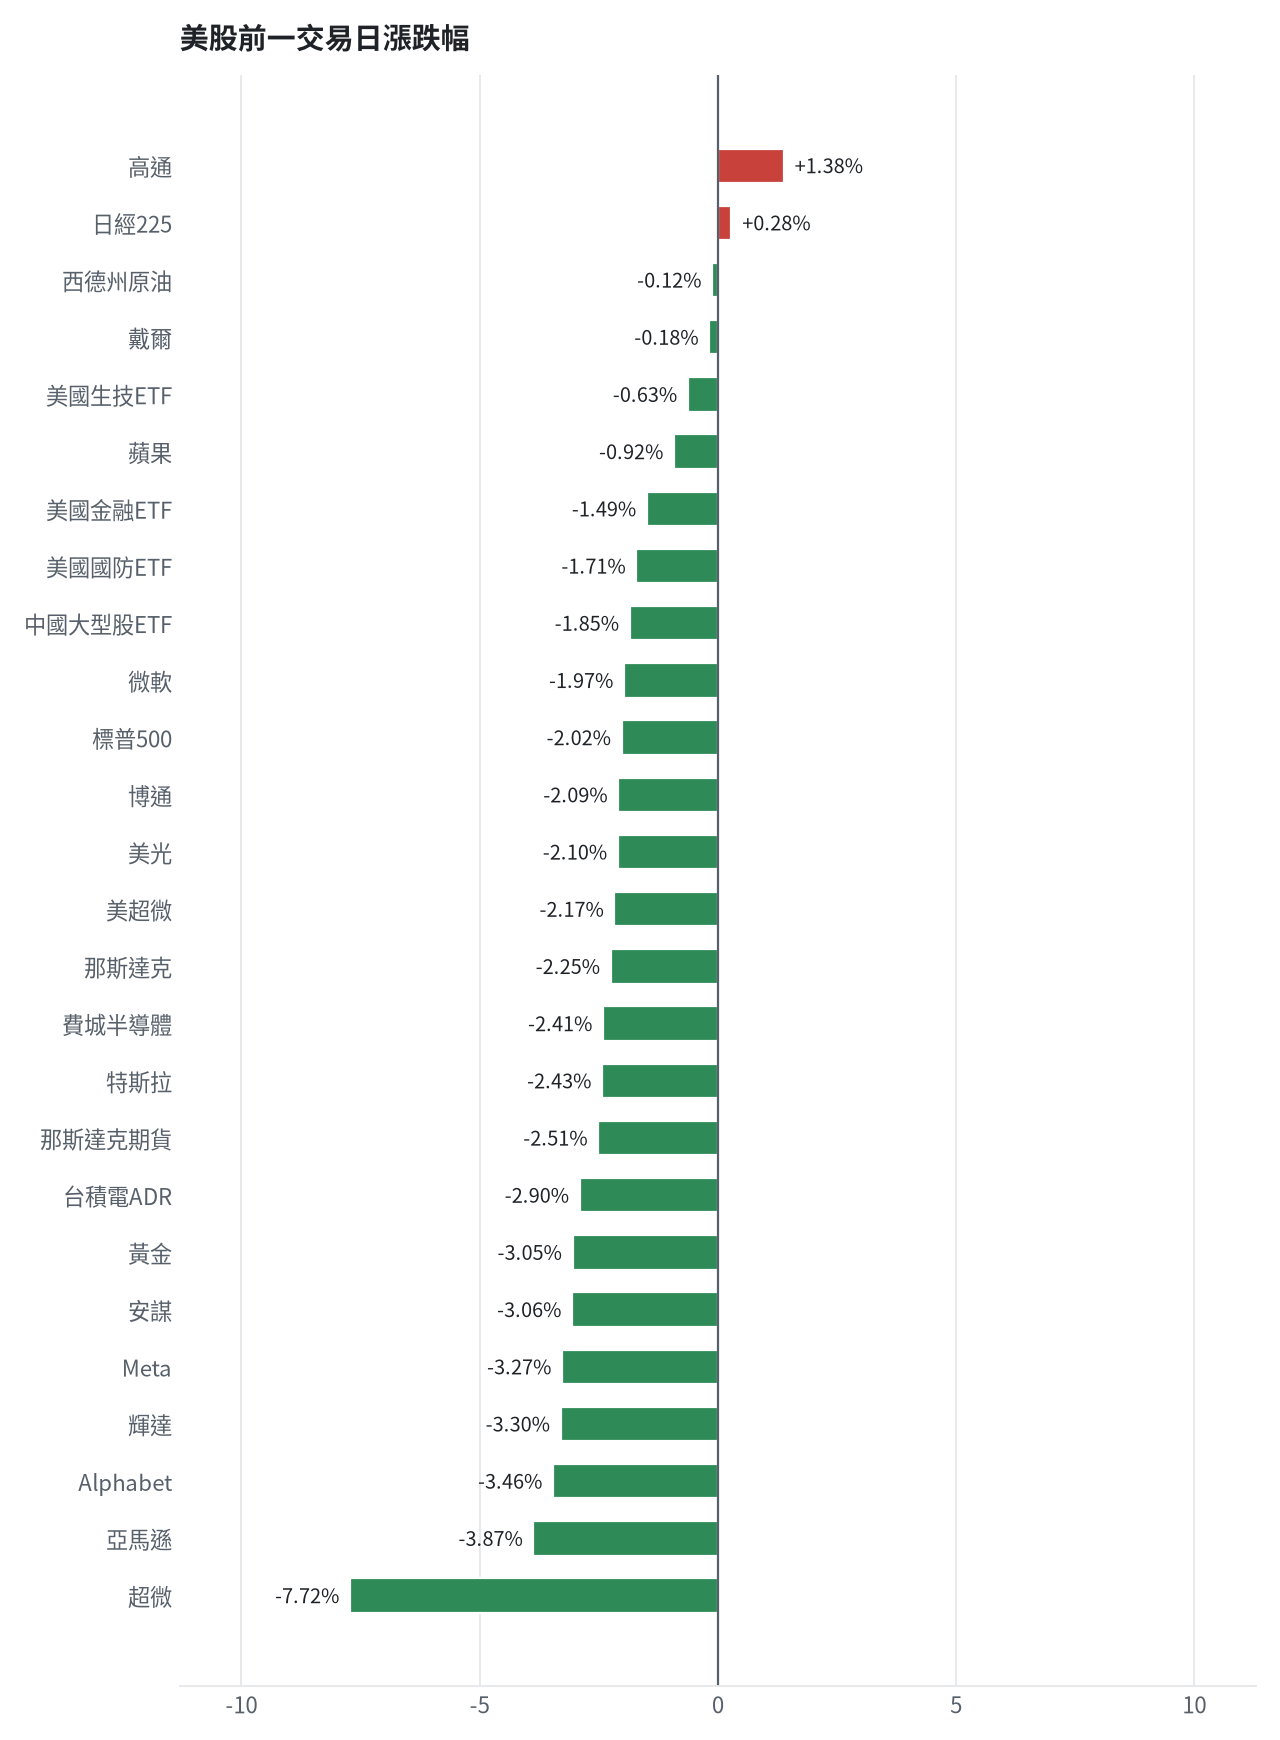 美股前一交易日漲跌幅
高通 +1.38%
日經225 +0.28%
西德州原油 -0.12%
戴爾 -0.18%
美國生技ETF -0.63%
蘋果 -0.92%
美國金融ETF -1.49%
美國國防ETF -1.71%
中國大型股ETF -1.85%
微軟 -1.97%
標普500 -2.02%
博通 -2.09%
美光 -2.10%
美超微 -2.17%
那斯達克 -2.25%
費城半導體 -2.41%
特斯拉 -2.43%
那斯達克期貨 -2.51%
台積電ADR -2.90%
黃金 -3.05%
安謀 -3.06%
Meta -3.27%
輝達 -3.30%
Alphabet -3.46%
亞馬遜 -3.87%
超微 -7.72%
-10 -5 0 5 10